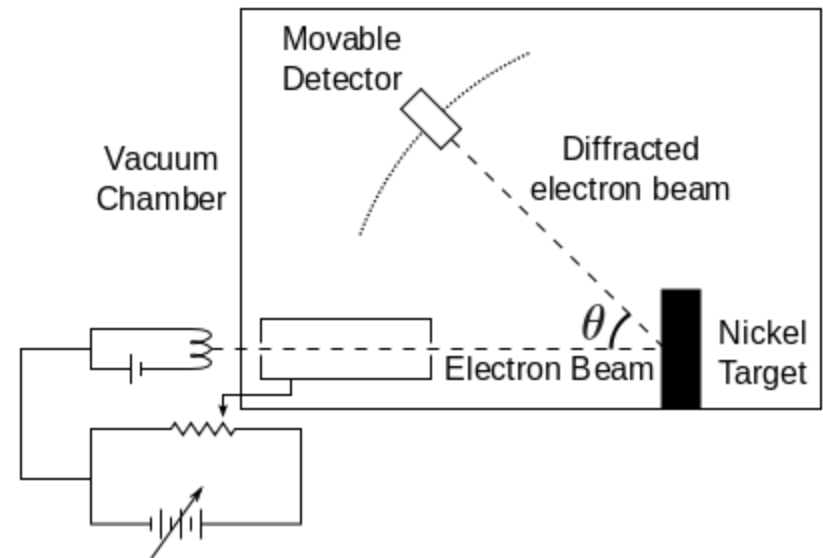 Movable
Detector
Vacuum
Chamber
Diffracted
electron beam
θ
Nickel
Target
Electron Beam